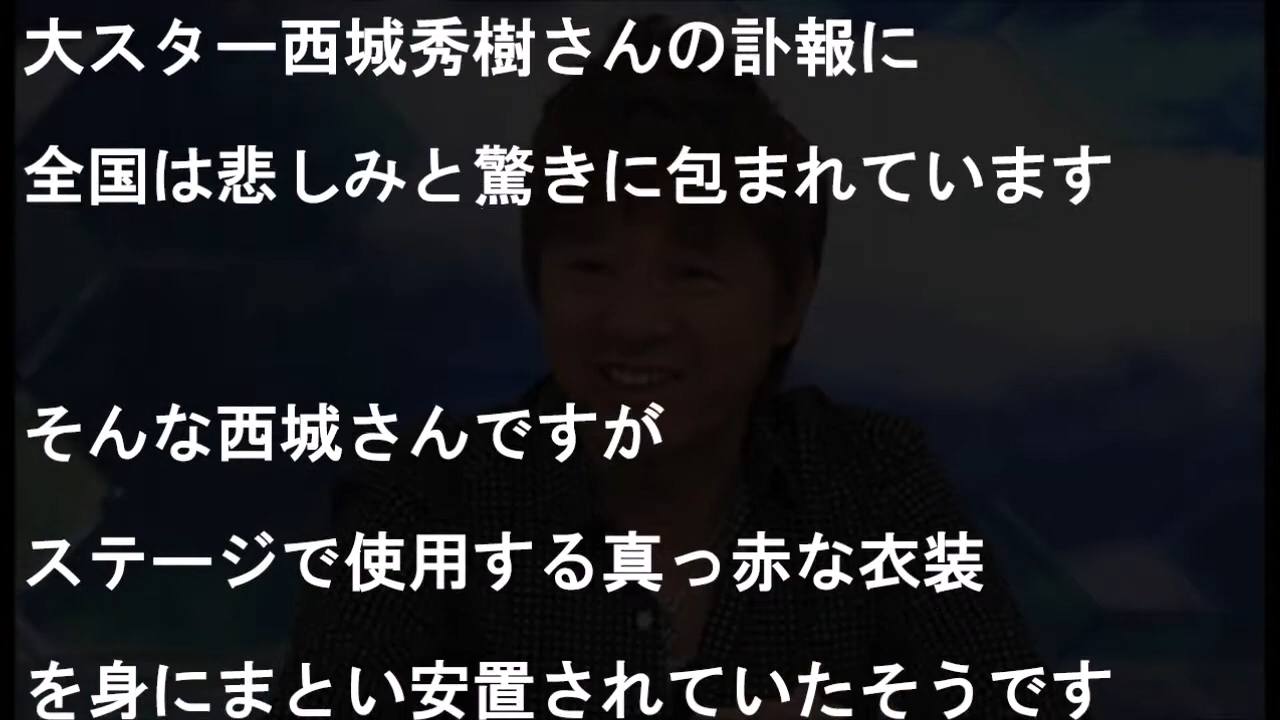 大スター西城秀樹さんの訃報に
全国は悲しみと驚きに包まれています
そんな西城さんですが
ステージで使用する真っ赤な衣装
を身にまとい安置されていたそうです